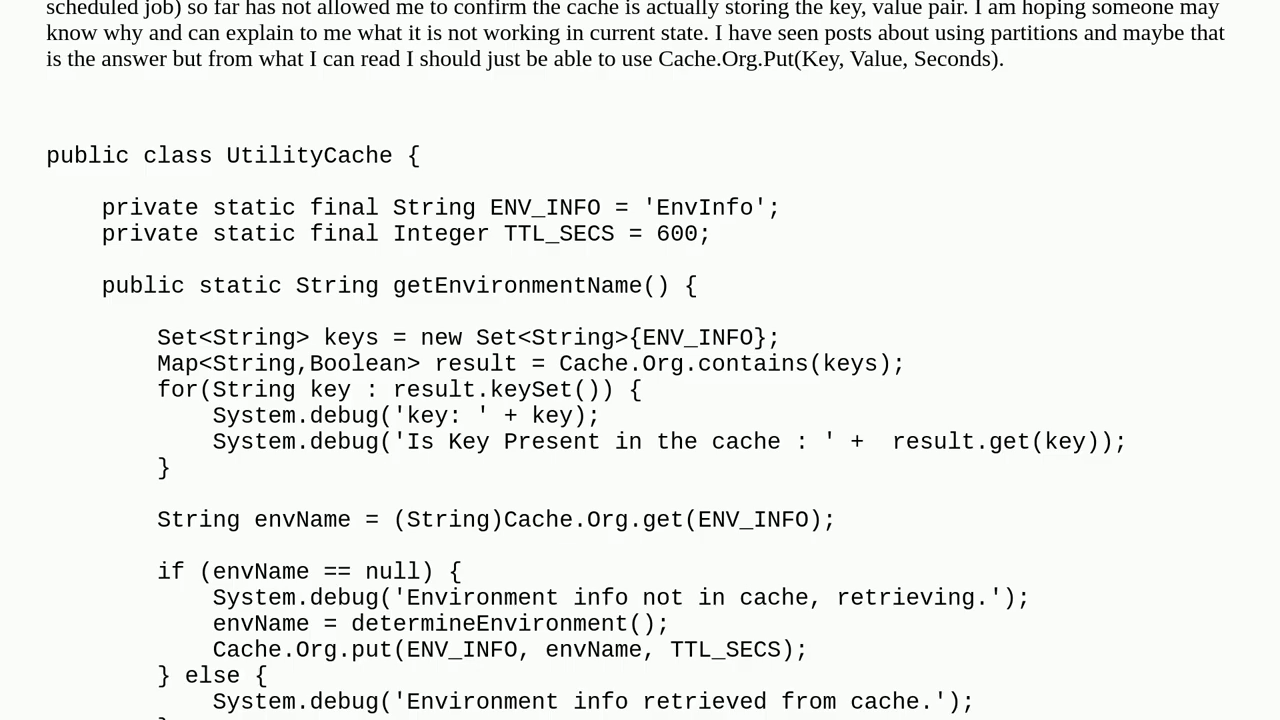 scheduled job) so far has not allowed me to confirm the cache is actually storing the key, value pair. I am hoping someone may
know why and can explain to me what it is not working in current state. I have seen posts about using partitions and maybe that
is the answer but from what I can read I should just be able to use Cache.Org.Put(Key, Value, Seconds).
public class UtilityCache {
private static final String ENV_INFO = 'EnvInfo';
private static final Integer TTL_SECS = 600;
public static String getEnvironmentName() {
Set<String> keys = new Set<String>{ENV_INFO};
Map<String,Boolean> result = Cache.Org.contains(keys);
for(String key : result.keySet()) {
System.debug('key: ' + key);
System.debug('Is Key Present in the cache : ' +  result.get(key));
}
String envName = (String)Cache.Org.get(ENV_INFO);
if (envName == null) {
System.debug('Environment info not in cache, retrieving.');
envName = determineEnvironment();
Cache.Org.put(ENV_INFO, envName, TTL_SECS);
} else {
System.debug('Environment info retrieved from cache.');
}